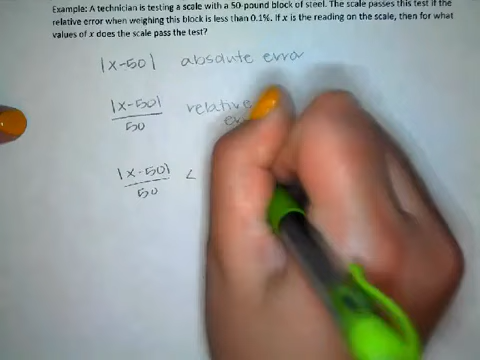 Example: A technician is testing a scale with a 50-pound block of steel. The scale passes this test if the
relative error when weighing this block is less than 0.1%. If x is the reading on the scale, then for what
values of x does the scale pass the test?
|x-50| absolute error
|x-50|
50
relative
|x-50|
50
<